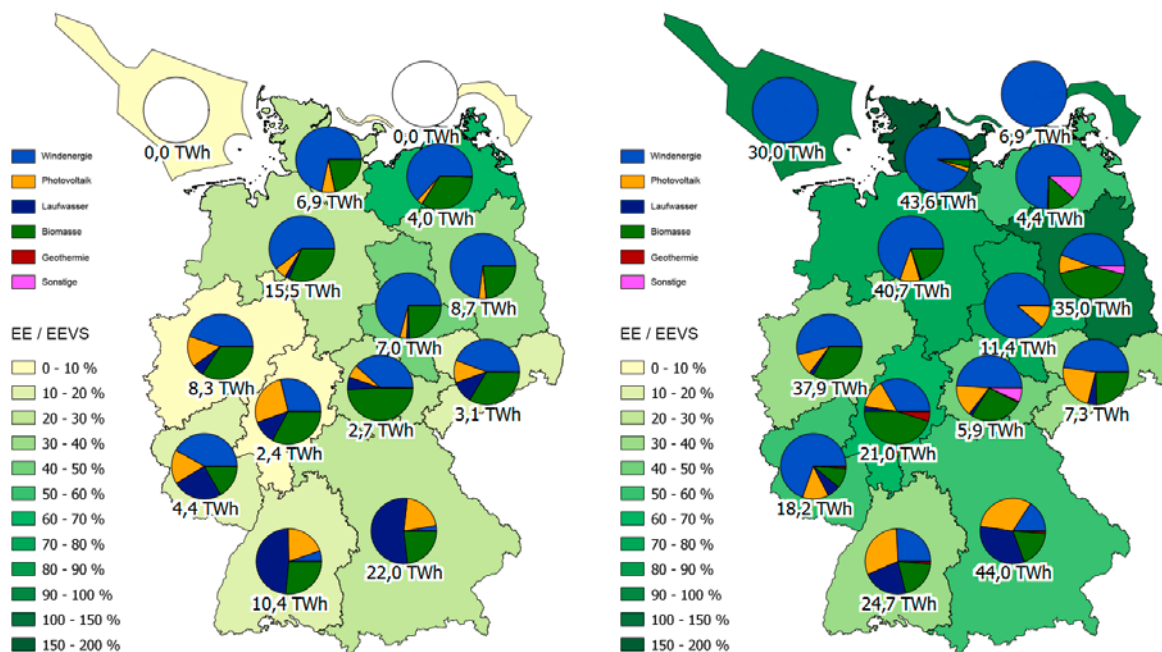 0,0 TWh
0,0 TWh
Windenergie
Photovoltaik
Laufwasser
Biomasse
Geothermie
Sonstige
6,9 TWh
4,0 TWh
15,5 TWh
8,7 TWh
7,0 TWh
8,3 TWh
3,1 TWh
2,7 TWh
2,4 TWh
4,4 TWh
22,0 TWh
10,4 TWh
EE / EEVS
0 - 10 %
10 - 20 %
20 - 30 %
30 - 40 %
40 - 50 %
50 - 60 %
60 - 70 %
70 - 80 %
80 - 90 %
90 - 100 %
100 - 150 %
150 - 200 %
6,9 TWh
30,0 TWh
Windenergie
Photovoltaik
Laufwasser
Biomasse
Geothermie
Sonstige
43,6 TWh
4,4 TWh
40,7 TWh
35,0 TWh
11,4 TWh
37,9 TWh
7,3 TWh
5,9 TWh
21,0 TWh
18,2 TWh
44,0 TWh
24,7 TWh
EE / EEVS
0 - 10 %
10 - 20 %
20 - 30 %
30 - 40 %
40 - 50 %
50 - 60 %
60 - 70 %
70 - 80 %
80 - 90 %
90 - 100 %
100 - 150 %
150 - 200 %